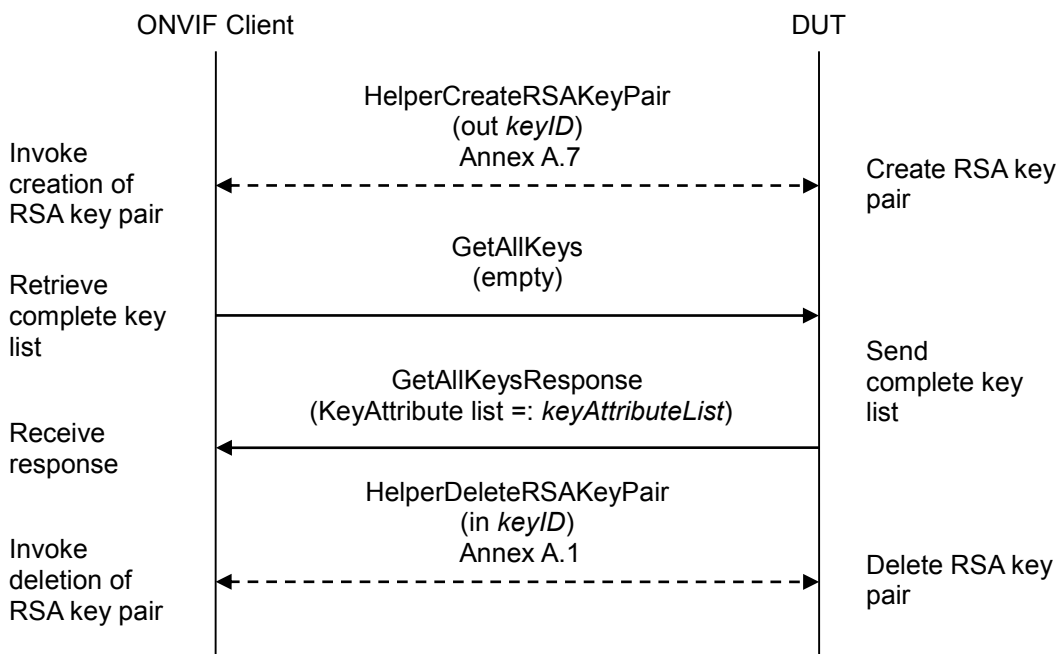 ONVIF Client
DUT
HelperCreateRSAKeyPair
(out keyID)
Annex A.7
Invoke
creation of
RSA key pair
Create RSA key
pair
GetAllKeys
(empty)
Retrieve
complete key
list
Send
complete key
list
GetAllKeysResponse
(KeyAttribute list =: keyAttributeList)
Receive
response
HelperDeleteRSAKeyPair
(in keyID)
Annex A.1
Invoke
deletion of
RSA key pair
Delete RSA key
pair